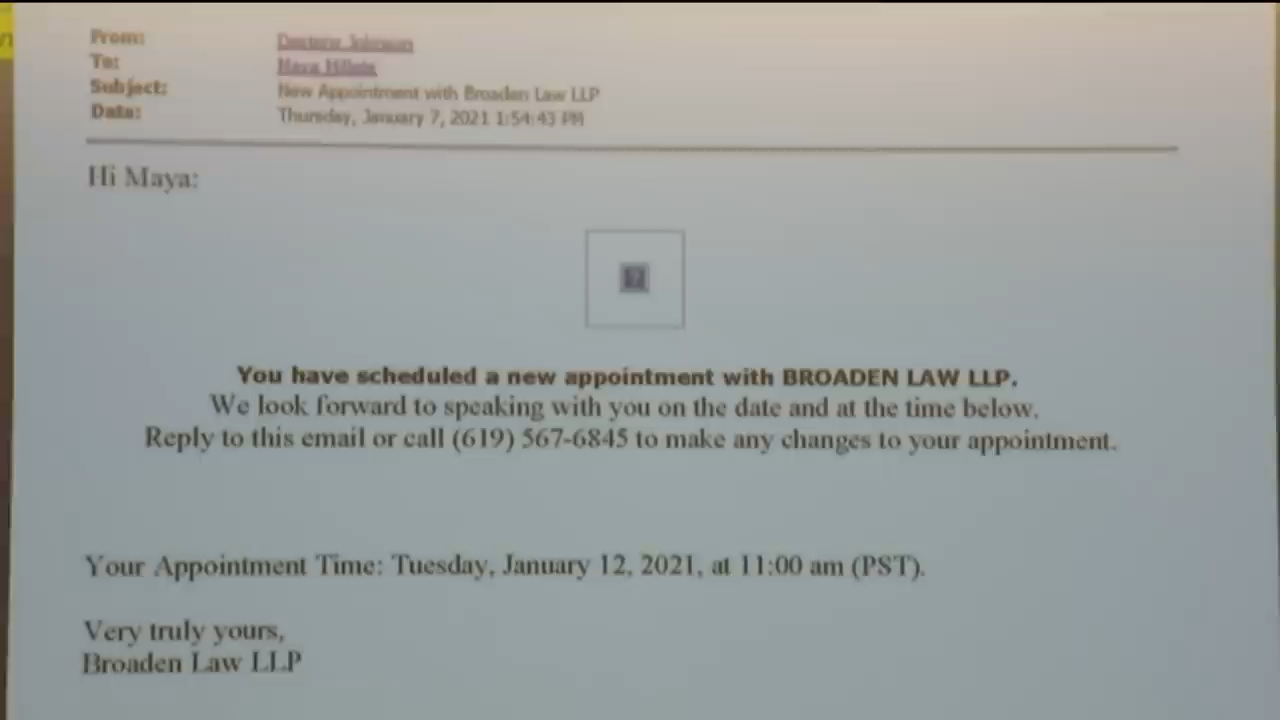 From:
To:
Subject: New Appointment with Broaden Law LLP
Date: Thursday, January 7, 2021 1:54:43 PM
Hi Maya:
?
You have scheduled a new appointment with BROADEN LAW LLP.
We look forward to speaking with you on the date and at the time below.
Reply to this email or call (619) 567-6845 to make any changes to your appointment.
Your Appointment Time: Tuesday, January 12, 2021, at 11:00 am (PST).
Very truly yours,
Broaden Law LLP